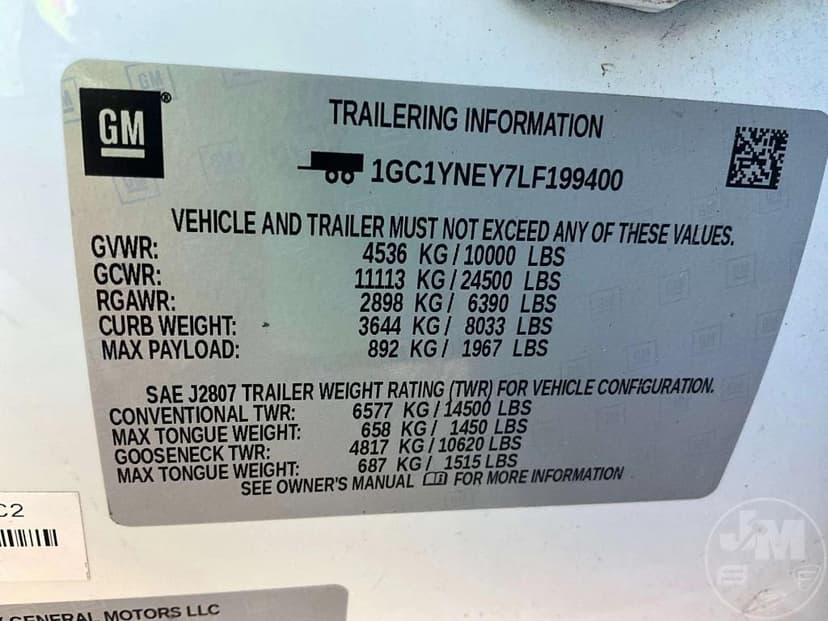 GM®
TRAILERING INFORMATION
1GC1YNEY7LF199400
VEHICLE AND TRAILER MUST NOT EXCEED ANY OF THESE VALUES.
GVWR: 4536 KG / 10000 LBS
GCWR: 11113 KG / 24500 LBS
RGAWR: 2898 KG / 6390 LBS
CURB WEIGHT: 3644 KG / 8033 LBS
MAX PAYLOAD: 892 KG / 1967 LBS
SAE J2807 TRAILER WEIGHT RATING (TWR) FOR VEHICLE CONFIGURATION.
CONVENTIONAL TWR: 6577 KG / 14500 LBS
MAX TONGUE WEIGHT: 658 KG / 1450 LBS
GOOSENECK TWR: 4817 KG / 10620 LBS
MAX TONGUE WEIGHT: 687 KG / 1515 LBS
SEE OWNER'S MANUAL FOR MORE INFORMATION
C2
GENERAL MOTORS LLC
J&M